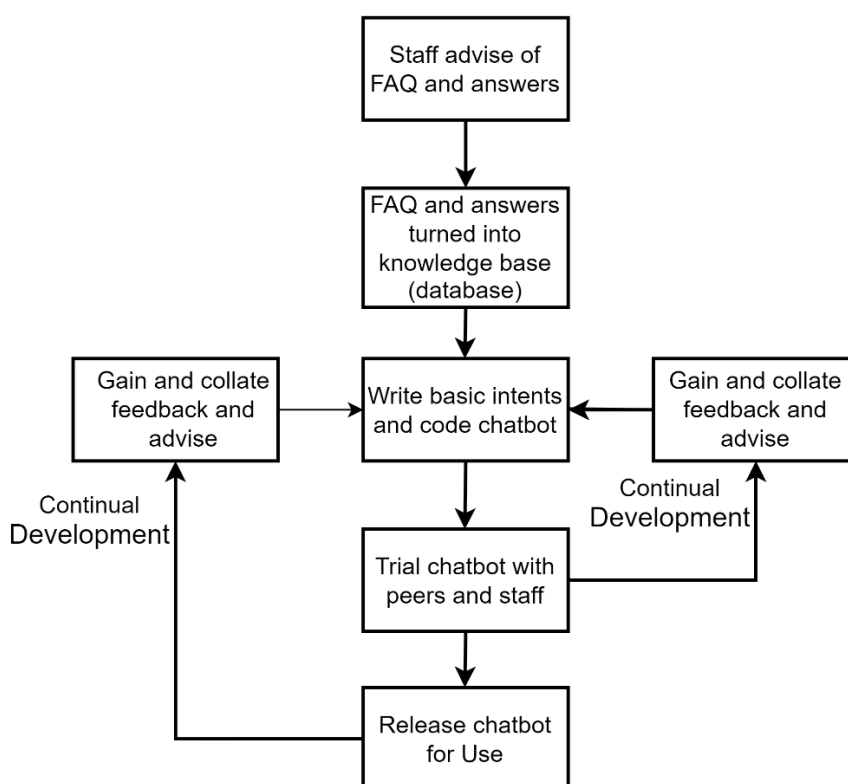 Staff advise of
FAQ and answers
FAQ and answers
turned into
knowledge base
(database)
Gain and collate
feedback and
advise
Write basic intents
and code chatbot
Gain and collate
feedback and
advise
Continual
Development
Continual
Development
Trial chatbot with
peers and staff
Release chatbot
for Use